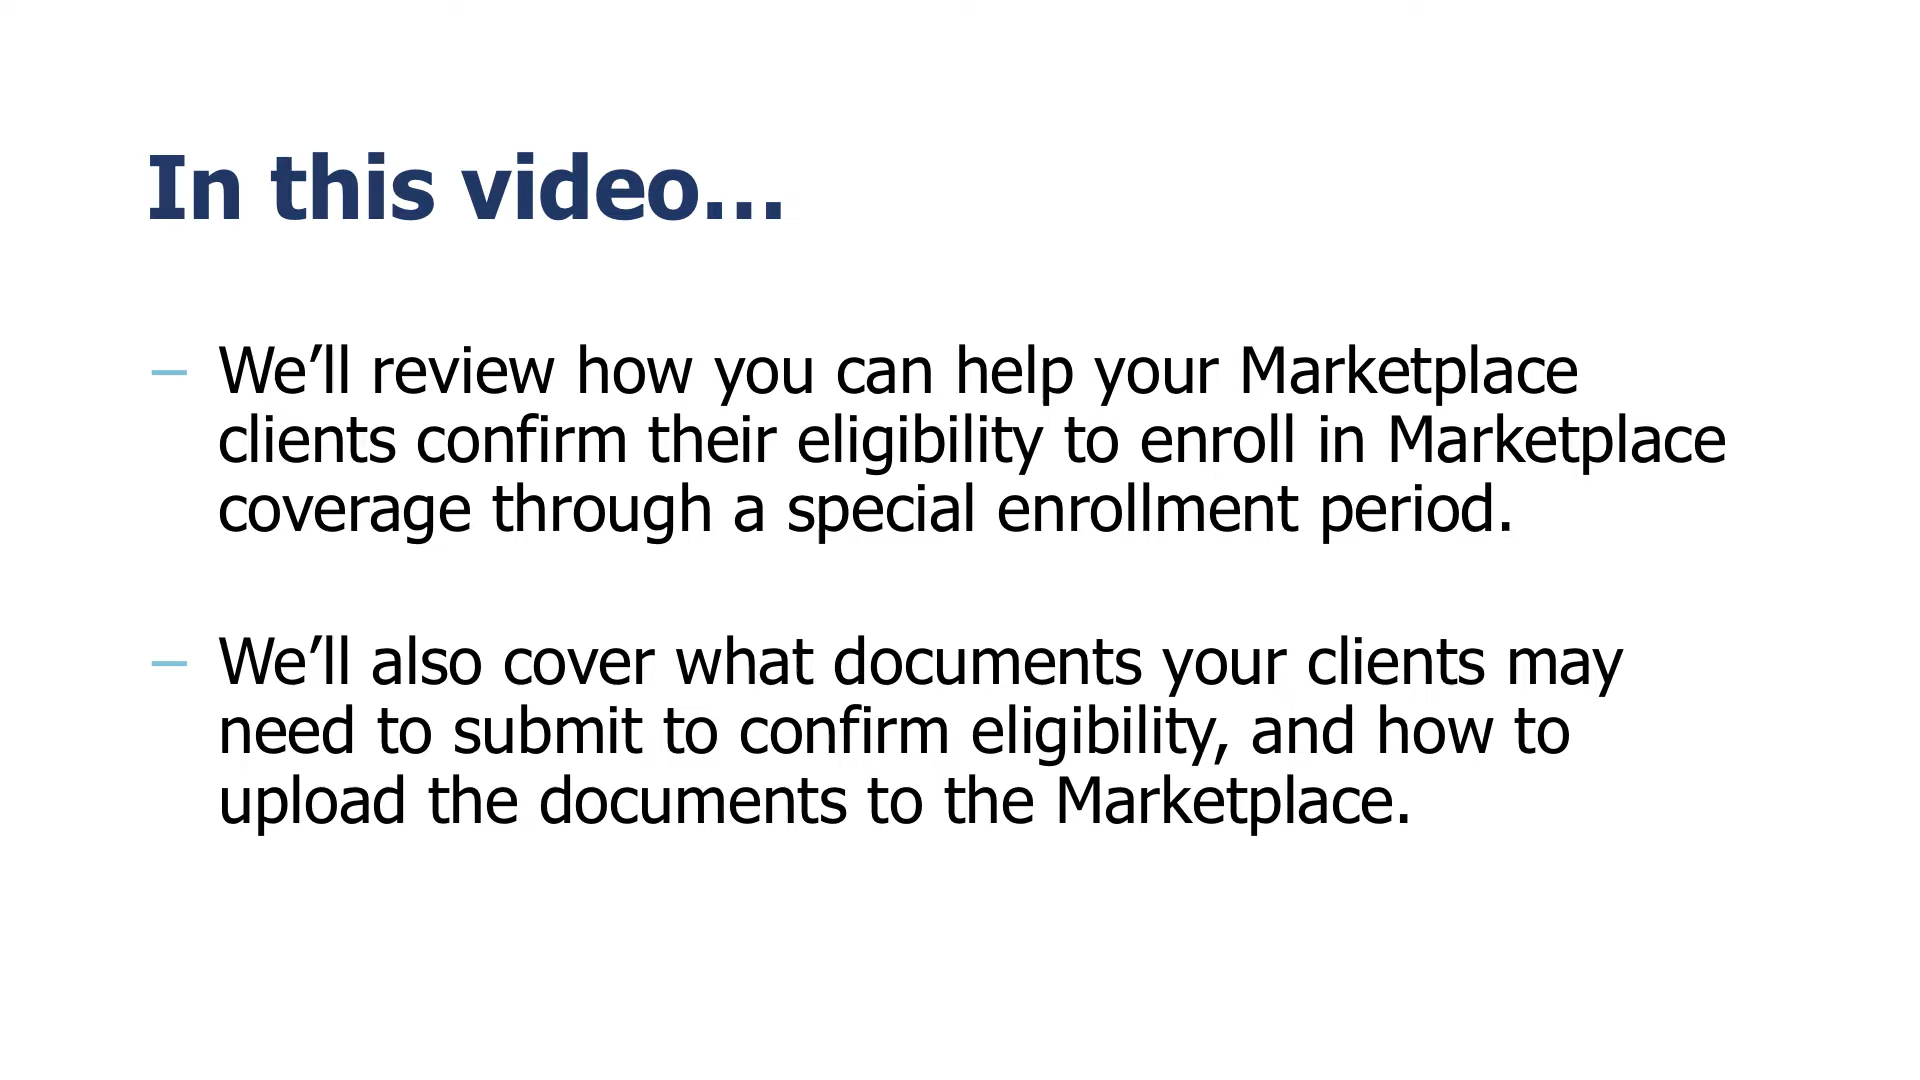 In this video…
– We’ll review how you can help your Marketplace
clients confirm their eligibility to enroll in Marketplace
coverage through a special enrollment period.
– We’ll also cover what documents your clients may
need to submit to confirm eligibility, and how to
upload the documents to the Marketplace.